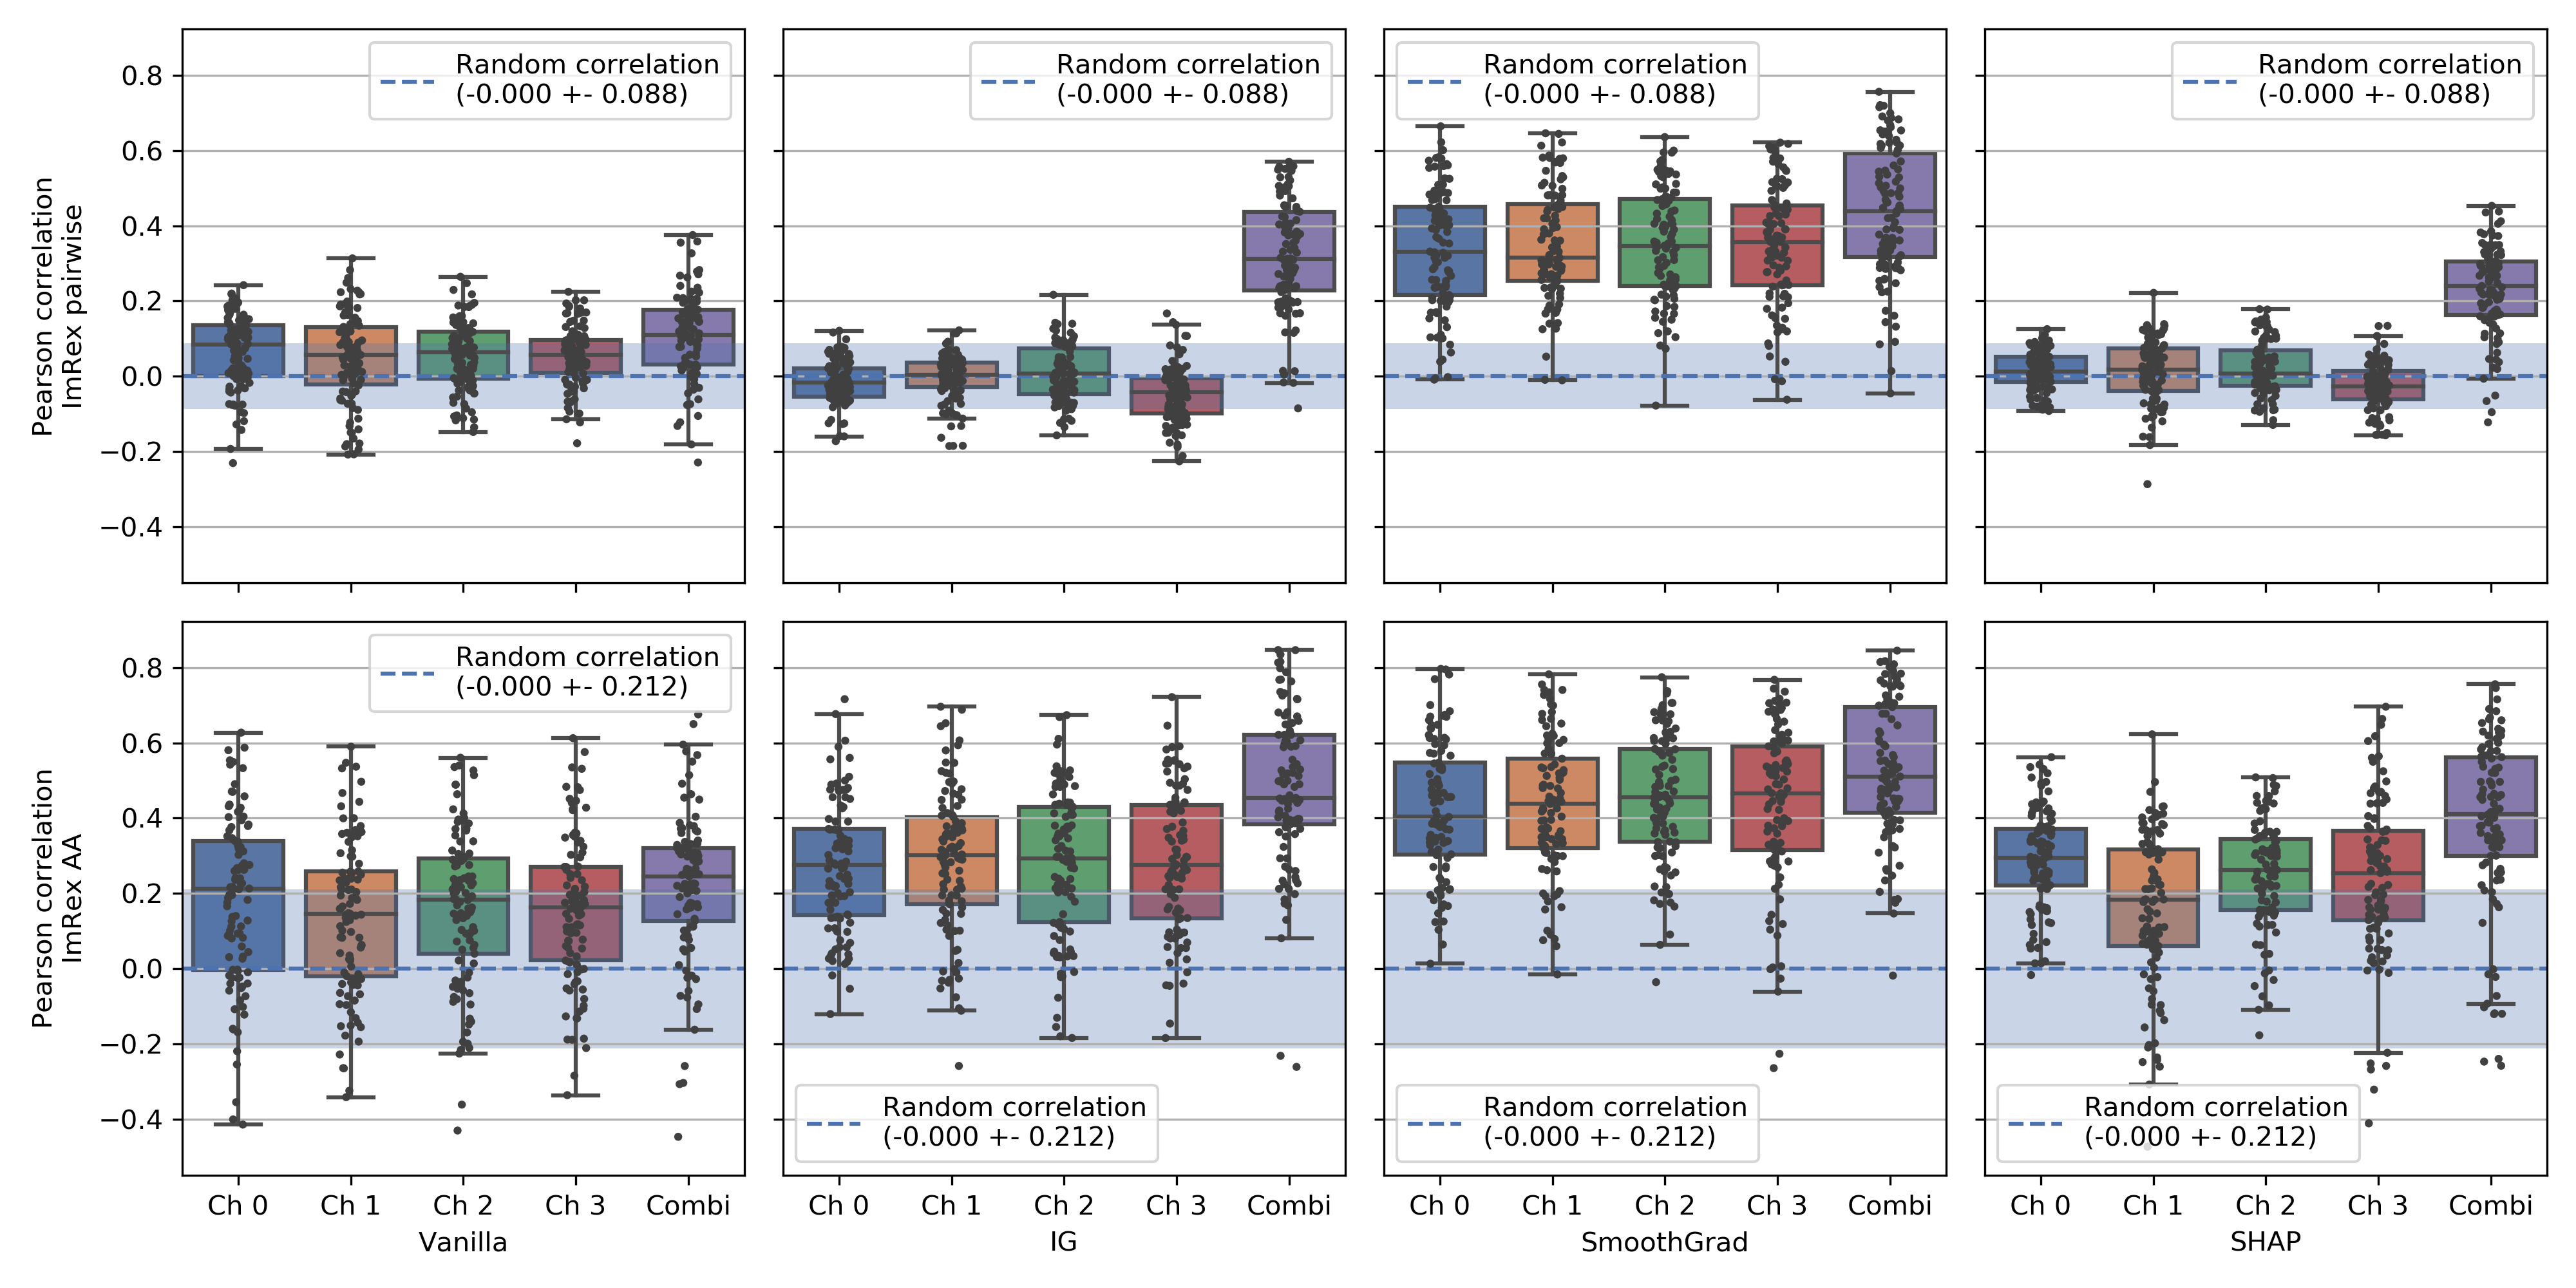 Random correlation
(-0.000 +- 0.088)
Random correlation
(-0.000 +- 0.088)
Random correlation
(-0.000 +- 0.088)
Random correlation
(-0.000 +- 0.088)
0.8
0.6
0.4
0.2
0.0
−0.2
−0.4
Pearson correlation
ImRex pairwise
Random correlation
(-0.000 +- 0.212)
Random correlation
(-0.000 +- 0.212)
Random correlation
(-0.000 +- 0.212)
Random correlation
(-0.000 +- 0.212)
0.8
0.6
0.4
0.2
0.0
−0.2
−0.4
Pearson correlation
ImRex AA
Ch 0 Ch 1 Ch 2 Ch 3 Combi
Vanilla
Ch 0 Ch 1 Ch 2 Ch 3 Combi
IG
Ch 0 Ch 1 Ch 2 Ch 3 Combi
SmoothGrad
Ch 0 Ch 1 Ch 2 Ch 3 Combi
SHAP